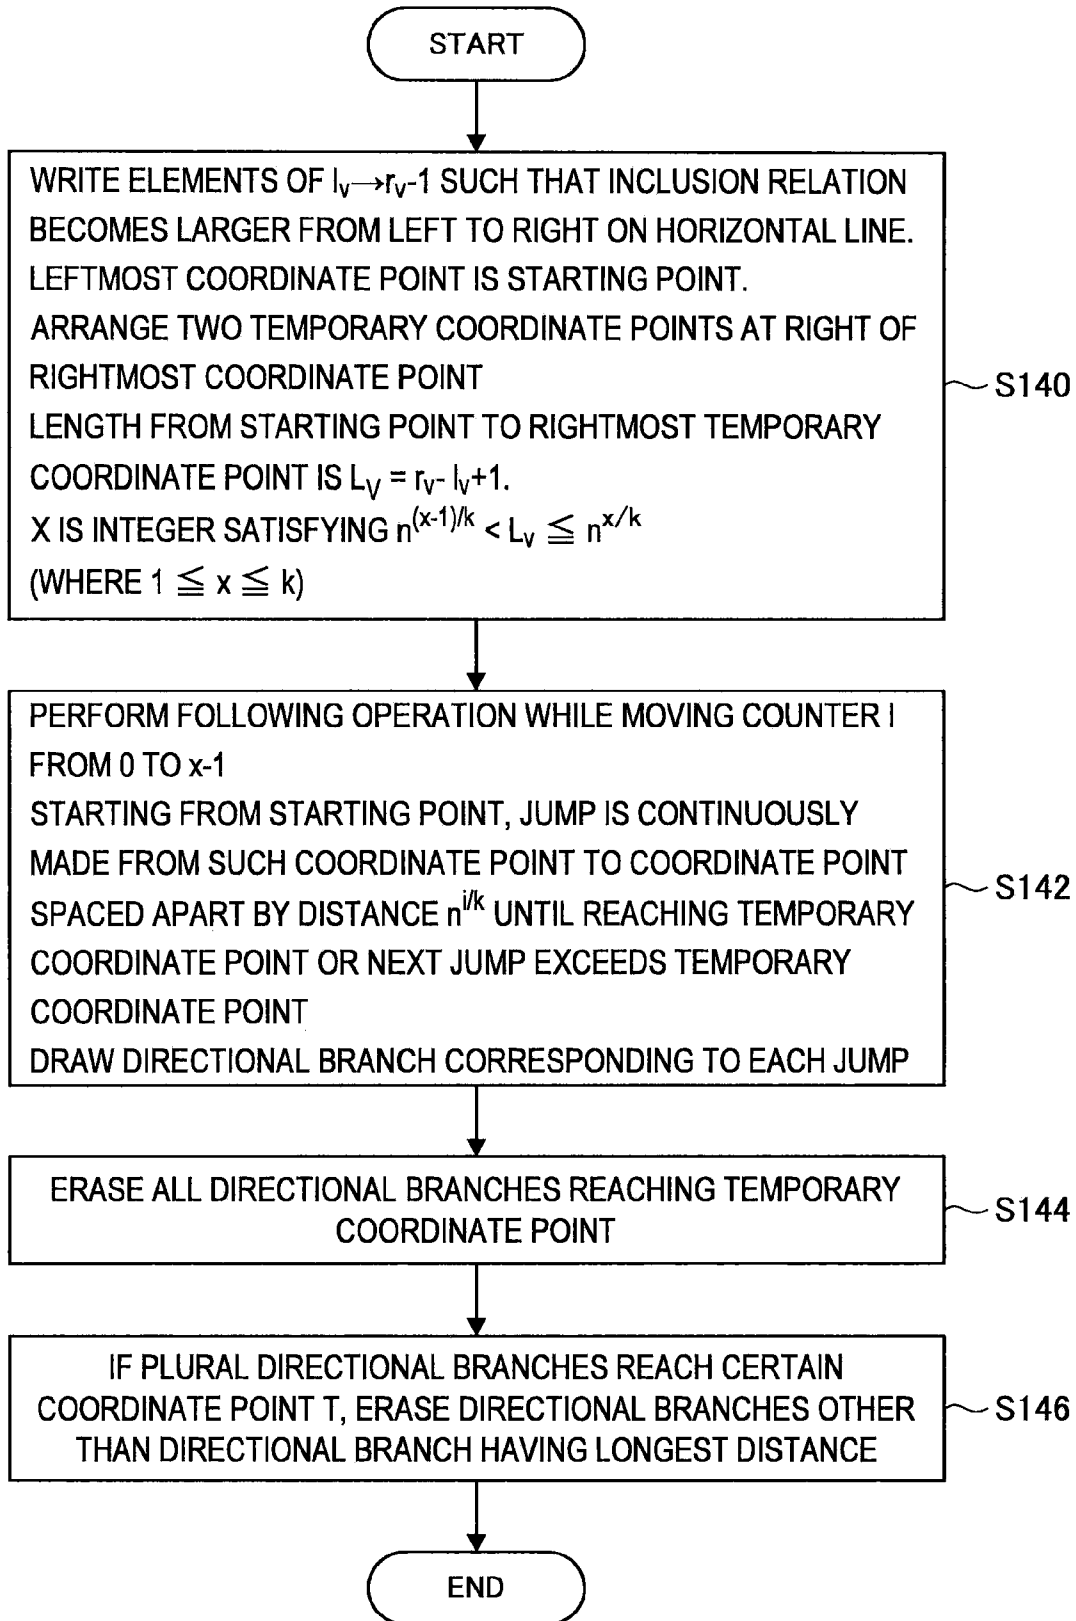 START
WRITE ELEMENTS OF lv→rv-1 SUCH THAT INCLUSION RELATION
BECOMES LARGER FROM LEFT TO RIGHT ON HORIZONTAL LINE.
LEFTMOST COORDINATE POINT IS STARTING POINT.
ARRANGE TWO TEMPORARY COORDINATE POINTS AT RIGHT OF
RIGHTMOST COORDINATE POINT
LENGTH FROM STARTING POINT TO RIGHTMOST TEMPORARY
COORDINATE POINT IS LV = rv- lv+1.
X IS INTEGER SATISFYING n^(x-1)/k < Lv ≦ n^x/k
(WHERE 1 ≦ x ≦ k)
S140
PERFORM FOLLOWING OPERATION WHILE MOVING COUNTER I
FROM 0 TO x-1
STARTING FROM STARTING POINT, JUMP IS CONTINUOUSLY
MADE FROM SUCH COORDINATE POINT TO COORDINATE POINT
SPACED APART BY DISTANCE n^i/k UNTIL REACHING TEMPORARY
COORDINATE POINT OR NEXT JUMP EXCEEDS TEMPORARY
COORDINATE POINT
DRAW DIRECTIONAL BRANCH CORRESPONDING TO EACH JUMP
S142
ERASE ALL DIRECTIONAL BRANCHES REACHING TEMPORARY
COORDINATE POINT
S144
IF PLURAL DIRECTIONAL BRANCHES REACH CERTAIN
COORDINATE POINT T, ERASE DIRECTIONAL BRANCHES OTHER
THAN DIRECTIONAL BRANCH HAVING LONGEST DISTANCE
S146
END